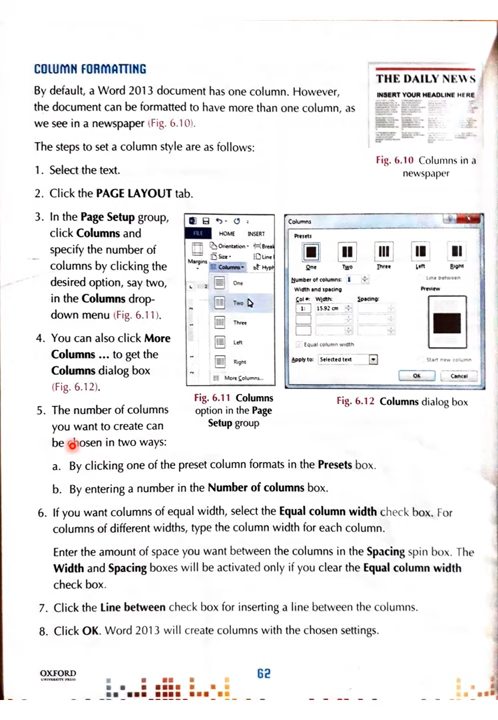 COLUMN FORMATTING
By default, a Word 2013 document has one column. However,
the document can be formatted to have more than one column, as
we see in a newspaper (Fig. 6.10).
The steps to set a column style are as follows:
THE DAILY NEWS
INSERT YOUR HEADLINE HERE
Fig. 6.10 Columns in a
newspaper
1. Select the text.
2. Click the PAGE LAYOUT tab.
3. In the Page Setup group,
click Columns and
specify the number of
columns by clicking the
desired option, say two,
in the Columns drop-
down menu (Fig. 6.11).
4. You can also click More
Columns ... to get the
Columns dialog box
(Fig. 6.12).
5. The number of columns
you want to create can
be chosen in two ways:
FILE HOME INSERT
Margins
Orientation
Size
Columns
Break
Line
Hyph
One
Two
Three
Left
Right
More Columns...
Fig. 6.11 Columns
option in the Page
Setup group
Columns
Presets
One Two Three Left Right
Number of columns: Line between
Width and spacing Preview
Col #: Width: Spacing:
1: 15.92 cm
Equal column width
Apply to: Selected text Start new column
OK Cancel
Fig. 6.12 Columns dialog box
a. By clicking one of the preset column formats in the Presets box.
b. By entering a number in the Number of columns box.
6. If you want columns of equal width, select the Equal column width check box. For
columns of different widths, type the column width for each column.
Enter the amount of space you want between the columns in the Spacing spin box. The
Width and Spacing boxes will be activated only if you clear the Equal column width
check box.
7. Click the Line between check box for inserting a line between the columns.
8. Click OK. Word 2013 will create columns with the chosen settings.
OXFORD
UNIVERSITY PRESS
62